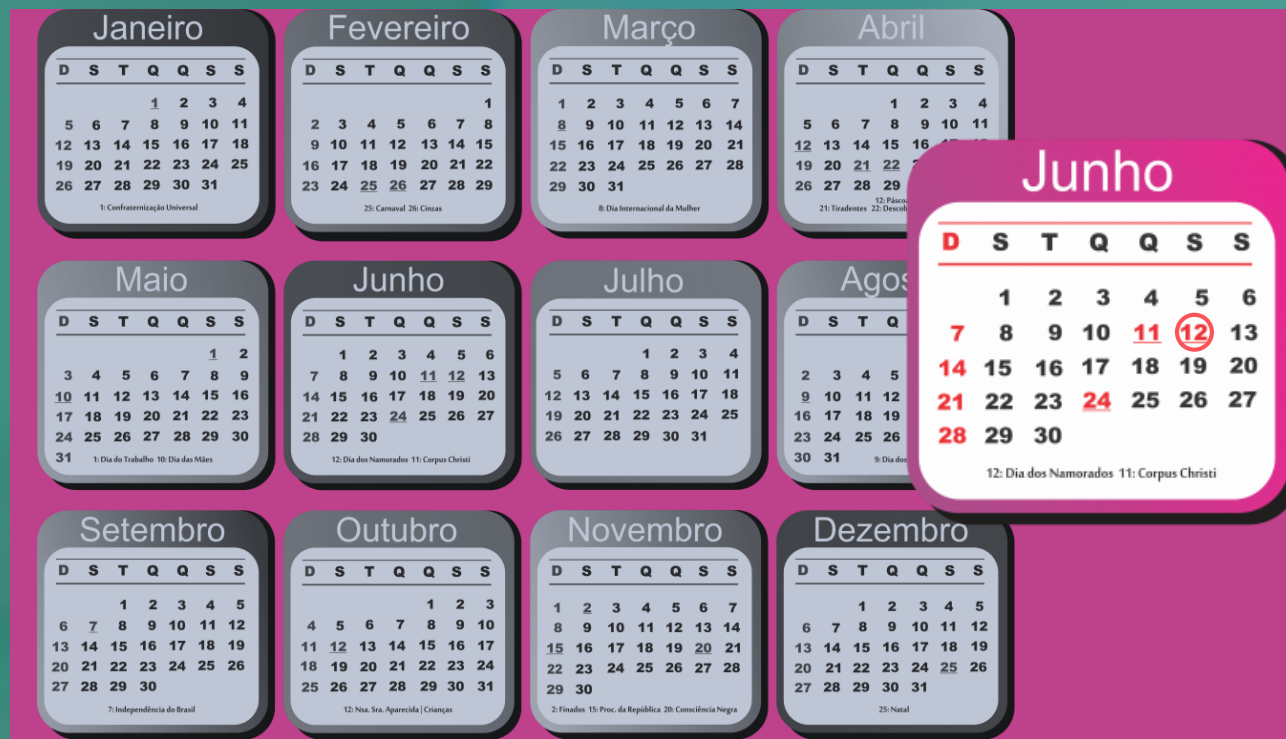 Janeiro
D S T Q Q S S
1 2 3 4
5 6 7 8 9 10 11
12 13 14 15 16 17 18
19 20 21 22 23 24 25
26 27 28 29 30 31
1: Confraternização Universal
Fevereiro
D S T Q Q S S
1
2 3 4 5 6 7 8
9 10 11 12 13 14 15
16 17 18 19 20 21 22
23 24 25 26 27 28 29
25: Carnaval 26: Cinzas
Março
D S T Q Q S S
1 2 3 4 5 6 7
8 9 10 11 12 13 14
15 16 17 18 19 20 21
22 23 24 25 26 27 28
29 30 31
8: Dia Internacional da Mulher
Abril
D S T Q Q S S
1 2 3 4
5 6 7 8 9 10 11
12 13 14 15 16
19 20 21 22
26 27 28 29
12:
21: Tiradentes 22:
Junho
D S T Q Q S S
1 2 3 4 5 6
7 8 9 10 11 12 13
14 15 16 17 18 19 20
21 22 23 24 25 26 27
28 29 30
12: Dia dos Namorados 11: Corpus Christi
Maio
D S T Q Q S S
1 2
3 4 5 6 7 8 9
10 11 12 13 14 15 16
17 18 19 20 21 22 23
24 25 26 27 28 29 30
31 1: Dia do Trabalho 10: Dia das Mães
Junho
D S T Q Q S S
1 2 3 4 5 6
7 8 9 10 11 12 13
14 15 16 17 18 19 20
21 22 23 24 25 26 27
28 29 30
12: Dia dos Namorados 11: Corpus Christi
Julho
D S T Q Q S S
1 2 3 4
5 6 7 8 9 10 11
12 13 14 15 16 17 18
19 20 21 22 23 24 25
26 27 28 29 30 31
Agos
D S T Q
2 3 4 5
9 10 11 12
16 17 18 19
23 24 25 26
30 31 9: Dia dos
Setembro
D S T Q Q S S
1 2 3 4 5
6 7 8 9 10 11 12
13 14 15 16 17 18 19
20 21 22 23 24 25 26
27 28 29 30
7: Independência do Brasil
Outubro
D S T Q Q S S
1 2 3
4 5 6 7 8 9 10
11 12 13 14 15 16 17
18 19 20 21 22 23 24
25 26 27 28 29 30 31
12: Nsa. Sra. Aparecida | Crianças
Novembro
D S T Q Q S S
1 2 3 4 5 6 7
8 9 10 11 12 13 14
15 16 17 18 19 20 21
22 23 24 25 26 27 28
29 30
2: Finados 15: Proc. da República 20: Consciência Negra
Dezembro
D S T Q Q S S
1 2 3 4 5
6 7 8 9 10 11 12
13 14 15 16 17 18 19
20 21 22 23 24 25 26
27 28 29 30 31
25: Natal